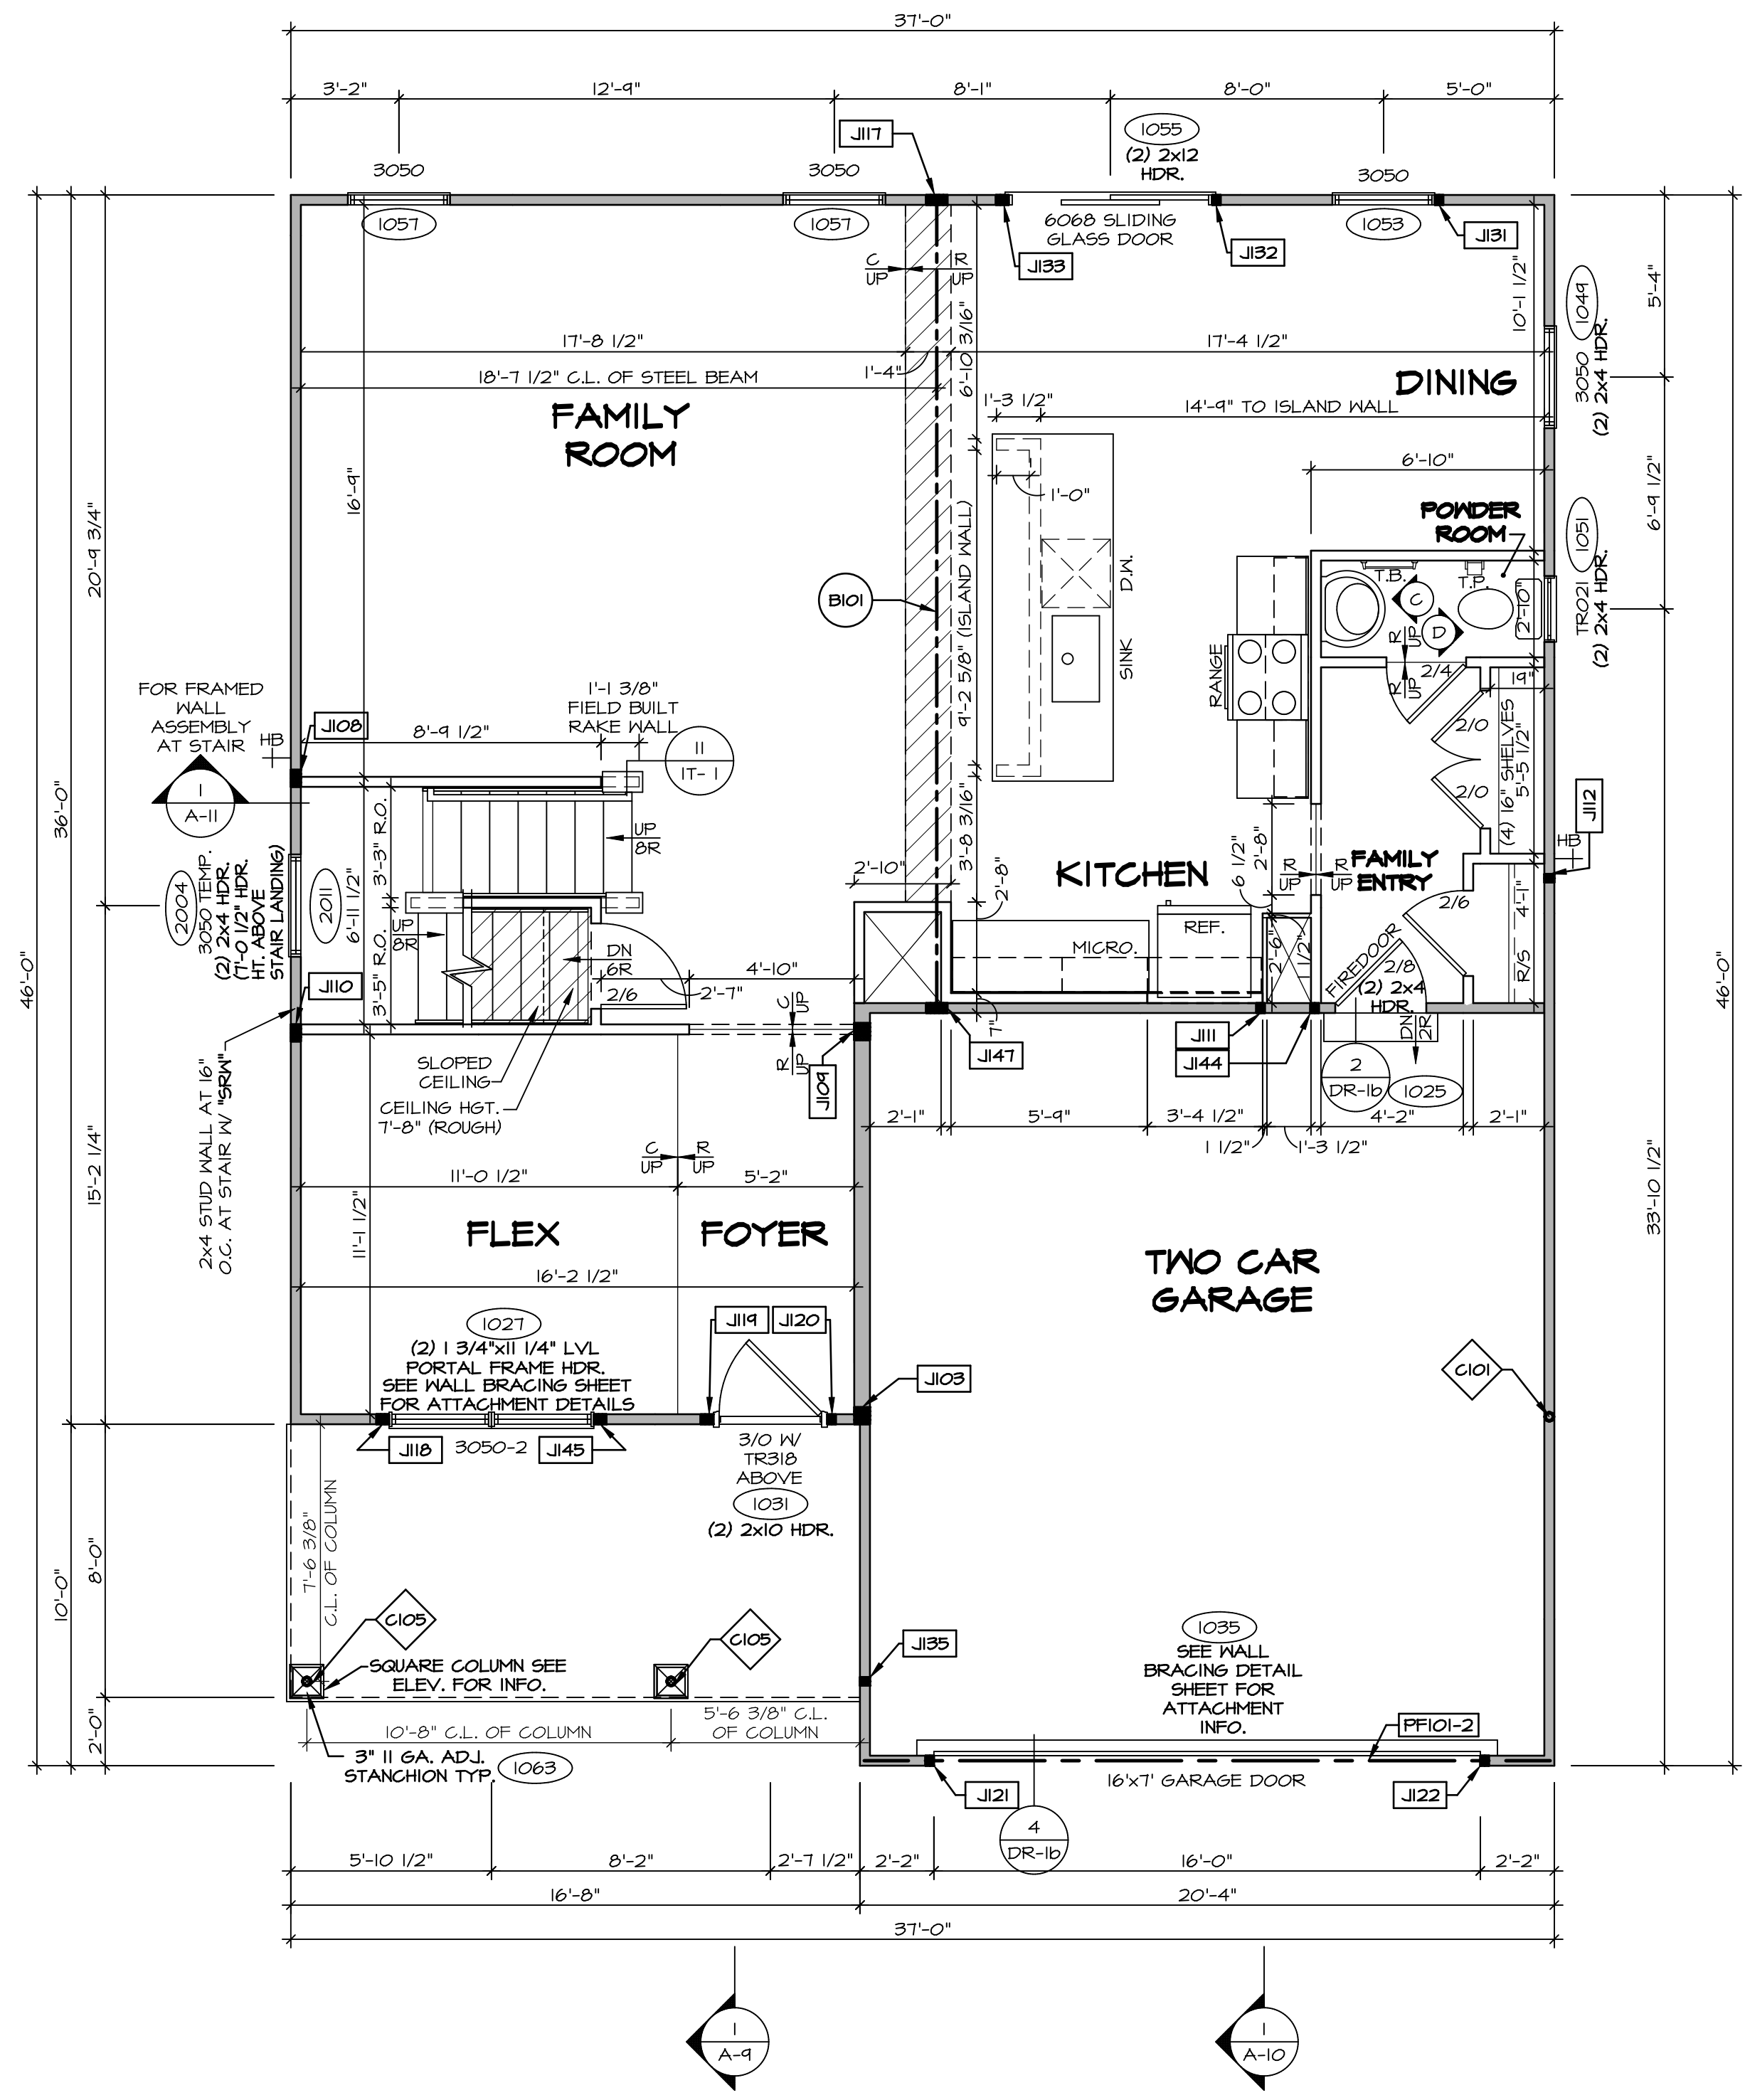 37'-0"
3'-2"
12'-9"
8'-1"
8'-0"
5'-0"
J117
1055
(2) 2x12
HDR.
3050
3050
3050
1057
1057
6068 SLIDING
GLASS DOOR
1053
J133
J132
J131
C
UP
R
UP
10'-1 1/2"
1049
3050
(2) 2x4 HDR.
5'-4"
17'-8 1/2"
1'-4"
6'-10 3/16"
17'-4 1/2"
18'-7 1/2" C.L. OF STEEL BEAM
DINING
FAMILY
ROOM
1'-3 1/2"
14'-9" TO ISLAND WALL
16'-9"
6'-10"
1'-0"
20'-9 3/4"
POWDER
ROOM
1051
TR021
(2) 2x4 HDR.
6'-9 1/2"
9'-2 5/8" (ISLAND WALL)
D.W.
T.B.
T.P.
C
D
2'-10"
B101
R
UP
R
UP
2/4
SINK
RANGE
19"
2/0
2/0
(4) 16" SHELVES
5'-5 1/2"
FOR FRAMED
WALL
ASSEMBLY
AT STAIR
HB
J108
8'-9 1/2"
1'-1 3/8"
FIELD BUILT
RAKE WALL
11
IT-1
1
A-11
36'-0"
J112
HB
3'-3" R.O.
UP
8R
3'-8 3/16"
2'-10"
2'-8"
KITCHEN
6 1/2"
2'-8"
R
UP
R
UP
FAMILY
ENTRY
2/6
4'-1"
2004
3050 TEMP.
(2) 2x4 HDR.
(7'-0 1/2" HDR.
HT. ABOVE
STAIR LANDING)
2011
6'-11 1/2"
3'-5" R.O.
UP
8R
DN
6R
2/6
4'-10"
2'-7"
MICRO.
REF.
2'-6"
1/2"
FIREDOOR
2/8
(2) 2x4
HDR.
R/S
46'-0"
46'-0"
J110
C
UP
R
UP
J109
7"
J147
J111
J144
DN
2R
2
DR-1b
1025
SLOPED
CEILING
CEILING HGT.
7'-8" (ROUGH)
2x4 STUD WALL AT 16"
O.C. AT STAIR W/ "SRW"
15'-2 1/4"
2'-1"
5'-9"
3'-4 1/2"
1 1/2"
1'-3 1/2"
4'-2"
2'-1"
33'-10 1/2"
C
UP
R
UP
11'-0 1/2"
5'-2"
11'-1 1/2"
FLEX
FOYER
16'-2 1/2"
TWO CAR
GARAGE
1027
(2) 1 3/4"x11 1/4" LVL
PORTAL FRAME HDR.
SEE WALL BRACING SHEET
FOR ATTACHMENT DETAILS
J119
J120
J103
C101
J118
3050-2
J145
3/0 W/
TR318
ABOVE
1031
(2) 2x10 HDR.
7'-6 3/8"
C.L. OF COLUMN
10'-0"
8'-0"
C105
C105
J135
1035
SEE WALL
BRACING DETAIL
SHEET FOR
ATTACHMENT
INFO.
SQUARE COLUMN SEE
ELEV. FOR INFO.
2'-0"
10'-8" C.L. OF COLUMN
5'-6 3/8" C.L.
OF COLUMN
PF101-2
3" 11 GA. ADJ.
STANCHION TYP.
1063
16'x7' GARAGE DOOR
J121
J122
4
DR-1b
5'-10 1/2"
8'-2"
2'-7 1/2"
2'-2"
16'-0"
2'-2"
16'-8"
20'-4"
37'-0"
1
A-9
1
A-10